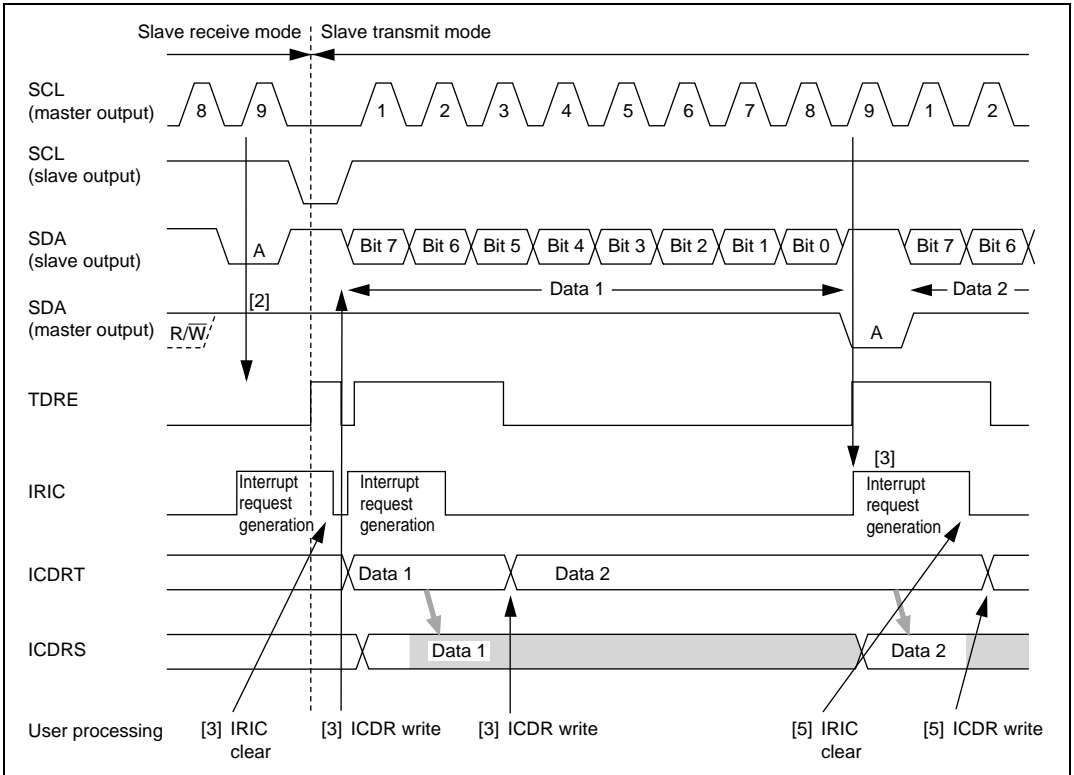 Slave receive mode Slave transmit mode
SCL
(master output)
8 9 1 2 3 4 5 6 7 8 9 1 2
SCL
(slave output)
SDA
(slave output)
A Bit 7 Bit 6 Bit 5 Bit 4 Bit 3 Bit 2 Bit 1 Bit 0 Bit 7 Bit 6
[2] Data 1 Data 2
SDA
(master output)
R/W̅ A
TDRE
[3]
IRIC
Interrupt
request
generation
Interrupt
request
generation
Interrupt
request
generation
ICDRT Data 1 Data 2
ICDRS Data 1 Data 2
User processing
[3] IRIC
clear
[3] ICDR write
[3] ICDR write
[5] IRIC
clear
[5] ICDR write